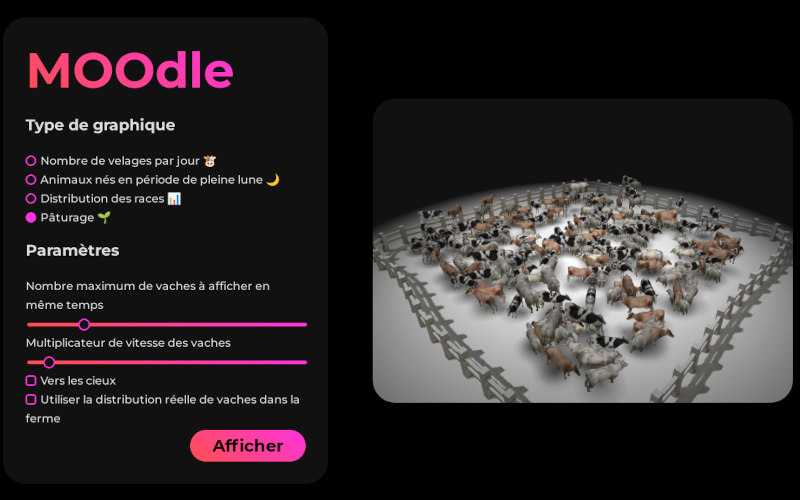 MOOdle
Type de graphique
Nombre de velages par jour 🐮
Animaux nés en période de pleine lune 🌙
Distribution des races 📊
Pâturage 🌱
Paramètres
Nombre maximum de vaches à afficher en
même temps
Multiplicateur de vitesse des vaches
Vers les cieux
Utiliser la distribution réelle de vaches dans la
ferme
Afficher